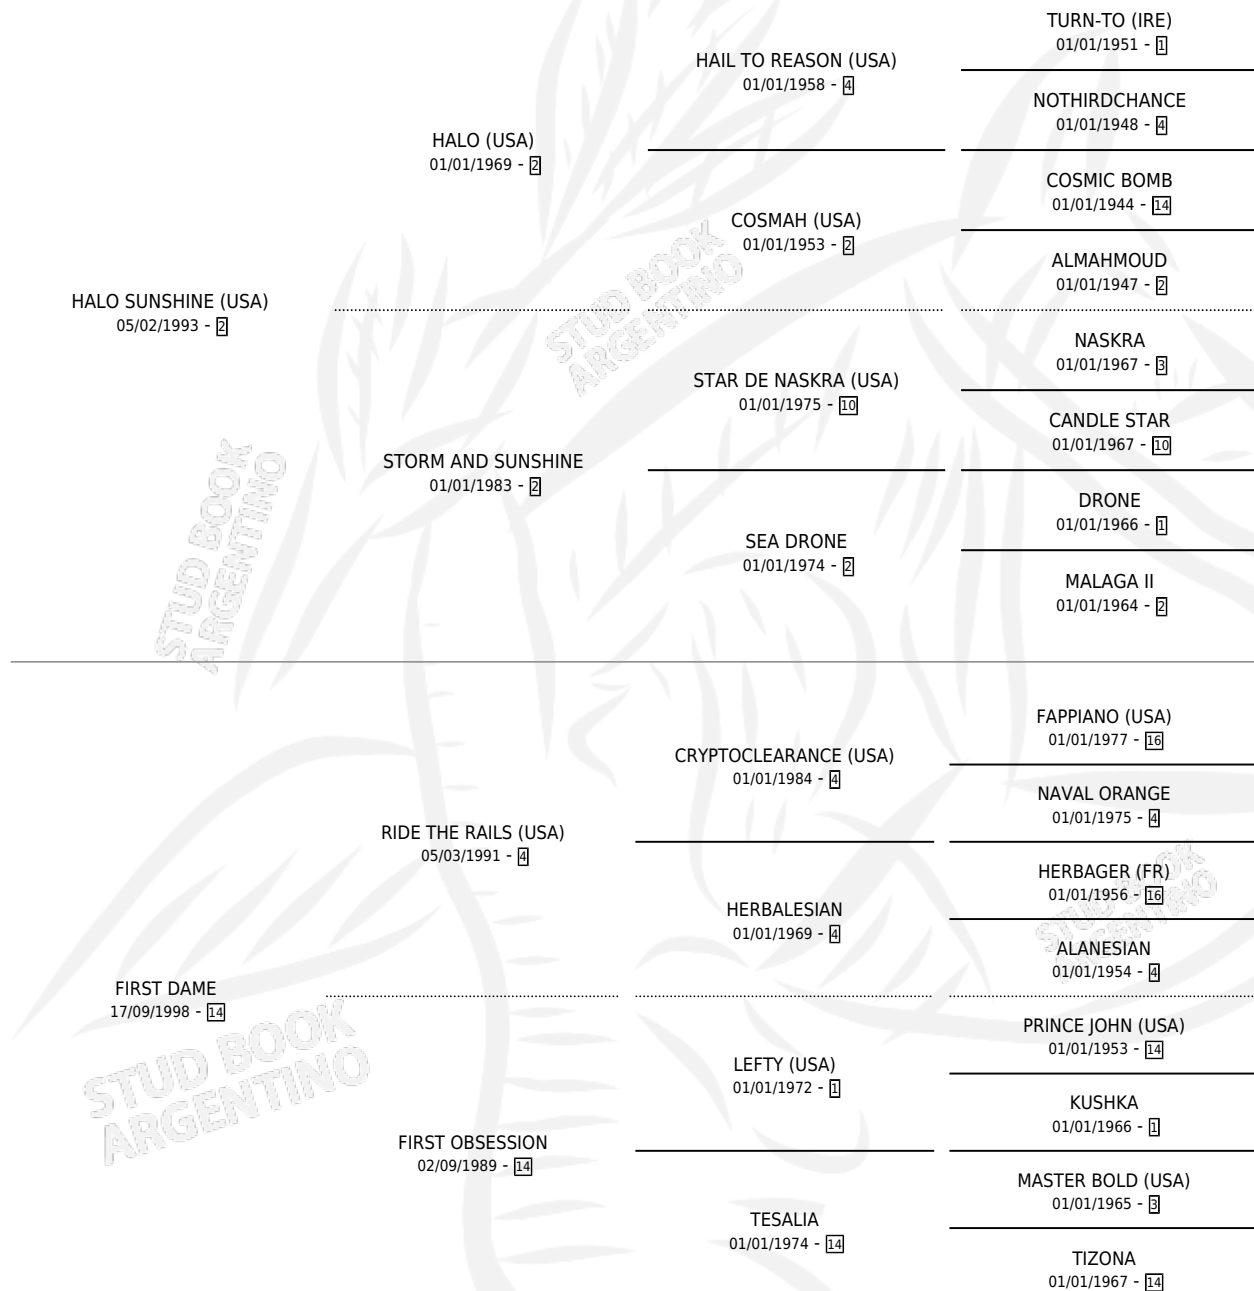 TURN-TO (IRE)
01/01/1951 - 1
HAIL TO REASON (USA)
01/01/1958 - 4
NOTHIRDCHANCE
01/01/1948 - 4
HALO (USA)
01/01/1969 - 2
COSMIC BOMB
01/01/1944 - 14
COSMAH (USA)
01/01/1953 - 2
ALMAHMOUD
01/01/1947 - 2
HALO SUNSHINE (USA)
05/02/1993 - 2
NASKRA
01/01/1967 - 3
STAR DE NASKRA (USA)
01/01/1975 - 10
CANDLE STAR
01/01/1967 - 10
STORM AND SUNSHINE
01/01/1983 - 2
DRONE
01/01/1966 - 1
SEA DRONE
01/01/1974 - 2
MALAGA II
01/01/1964 - 2
FAPPIANO (USA)
01/01/1977 - 16
CRYPTOCLEARANCE (USA)
01/01/1984 - 4
NAVAL ORANGE
01/01/1975 - 4
RIDE THE RAILS (USA)
05/03/1991 - 4
HERBAGER (FR)
01/01/1956 - 16
HERBALESIAN
01/01/1969 - 4
ALANESIAN
01/01/1954 - 4
FIRST DAME
17/09/1998 - 14
PRINCE JOHN (USA)
01/01/1953 - 14
LEFTY (USA)
01/01/1972 - 1
KUSHKA
01/01/1966 - 1
FIRST OBSESSION
02/09/1989 - 14
MASTER BOLD (USA)
01/01/1965 - 3
TESALIA
01/01/1974 - 14
TIZONA
01/01/1967 - 14
STUD BOOK
ARGENTINO
STUD BOOK
ARGENTINO
STUD BOOK
ARGENTINO
STUD BOOK
ARGENTINO